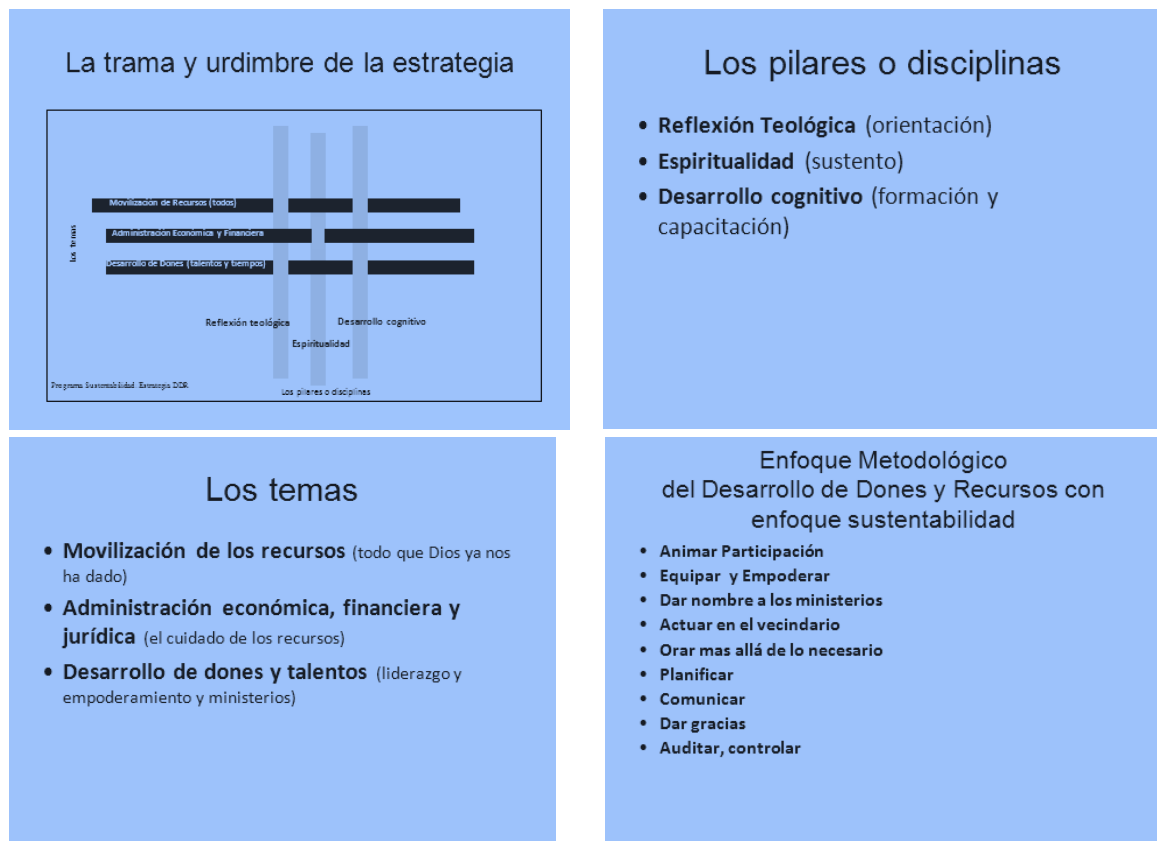 La trama y urdimbre de la estrategia
Movilización de Recursos (todos)
Administración Económica y Financiera
Desarrollo de Dones (talentos y tiempos)
Los temas
Reflexión teológica
Desarrollo cognitivo
Espiritualidad
Programa Sustentabilidad. Estrategia DDR
Los pilares o disciplinas
Los pilares o disciplinas
• Reflexión Teológica (orientación)
• Espiritualidad (sustento)
• Desarrollo cognitivo (formación y
capacitación)
Los temas
• Movilización de los recursos (todo que Dios ya nos
ha dado)
• Administración económica, financiera y
jurídica (el cuidado de los recursos)
• Desarrollo de dones y talentos (liderazgo y
empoderamiento y ministerios)
Enfoque Metodológico
del Desarrollo de Dones y Recursos con
enfoque sustentabilidad
• Animar Participación
• Equipar y Empoderar
• Dar nombre a los ministerios
• Actuar en el vecindario
• Orar mas allá de lo necesario
• Planificar
• Comunicar
• Dar gracias
• Auditar, controlar